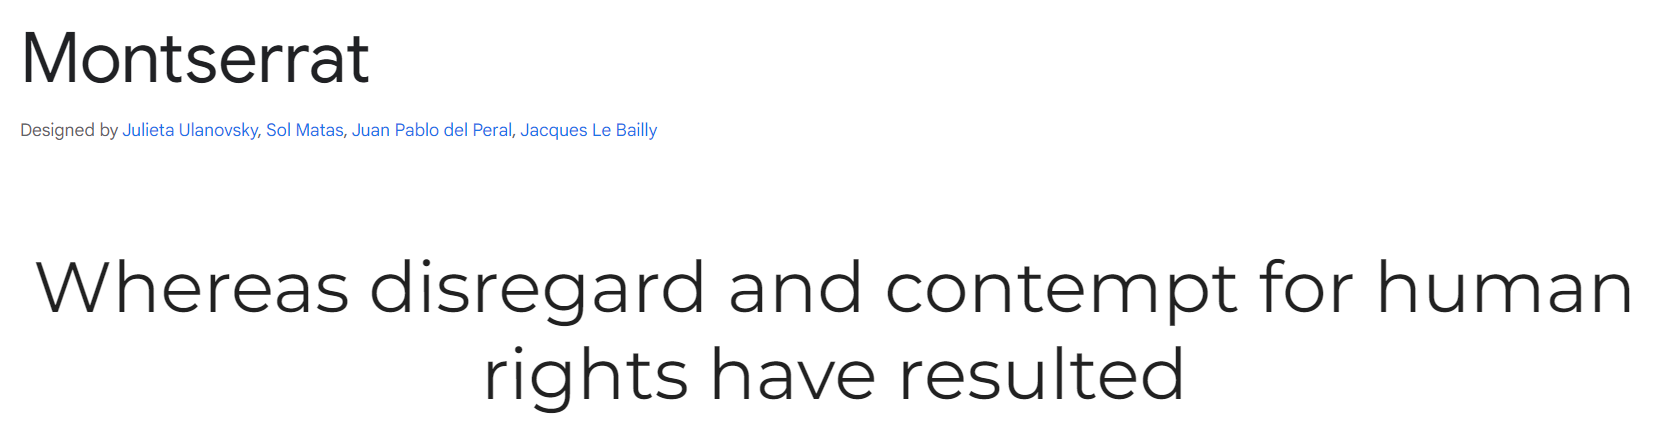 Montserrat
Designed by Julieta Ulanovsky, Sol Matas, Juan Pablo del Peral, Jacques Le Bailly
Whereas disregard and contempt for human
rights have resulted